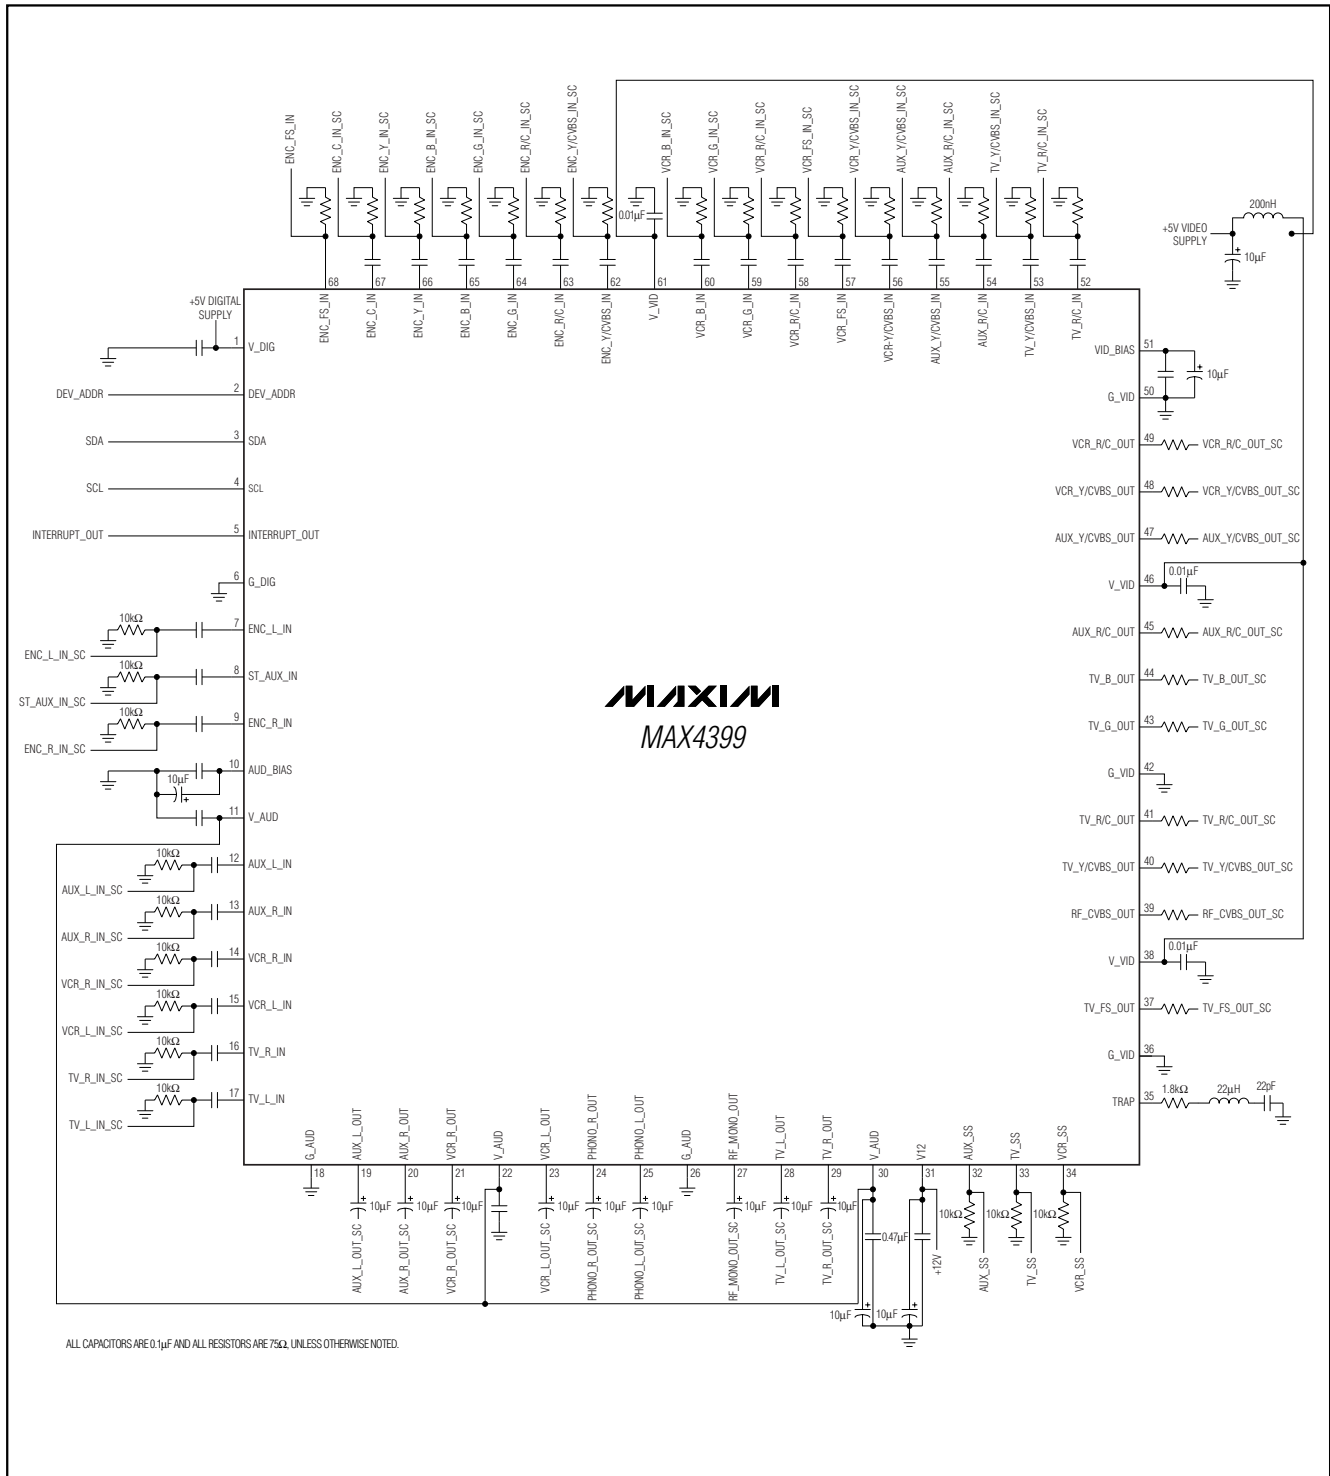 ENC_FS_IN
ENC_C_IN_SC
ENC_Y_IN_SC
ENC_B_IN_SC
ENC_G_IN_SC
ENC_R/C_IN_SC
ENC_Y/CVBS_IN_SC
VCR_B_IN_SC
VCR_G_IN_SC
VCR_R/C_IN_SC
VCR_FS_IN_SC
VCR_Y/CVBS_IN_SC
AUX_Y/CVBS_IN_SC
AUX_R/C_IN_SC
TV_Y/CVBS_IN_SC
TV_R/C_IN_SC
0.01µF
200nH
+5V VIDEO
SUPPLY
10µF
68
67
66
65
64
63
62
61
60
59
58
57
56
55
54
53
52
ENC_FS_IN
ENC_C_IN
ENC_Y_IN
ENC_B_IN
ENC_G_IN
ENC_R/C_IN
ENC_Y/CVBS_IN
V_VID
VCR_B_IN
VCR_G_IN
VCR_R/C_IN
VCR_FS_IN
VCR-Y/CVBS_IN
AUX_Y/CVBS_IN
AUX_R/C_IN
TV_Y/CVBS_IN
TV_R/C_IN
+5V DIGITAL
SUPPLY
1 V_DIG
DEV_ADDR 2 DEV_ADDR
SDA 3 SDA
SCL 4 SCL
INTERRUPT_OUT 5 INTERRUPT_OUT
6 G_DIG
10kΩ 7 ENC_L_IN
ENC_L_IN_SC
10kΩ 8 ST_AUX_IN
ST_AUX_IN_SC
10kΩ 9 ENC_R_IN
ENC_R_IN_SC
10 AUD_BIAS
10µF
11 V_AUD
10kΩ 12 AUX_L_IN
AUX_L_IN_SC
10kΩ 13 AUX_R_IN
AUX_R_IN_SC
10kΩ 14 VCR_R_IN
VCR_R_IN_SC
10kΩ 15 VCR_L_IN
VCR_L_IN_SC
10kΩ 16 TV_R_IN
TV_R_IN_SC
10kΩ 17 TV_L_IN
TV_L_IN_SC
MAXIM
MAX4399
VID_BIAS 51
10µF
G_VID 50
VCR_R/C_OUT 49 VCR_R/C_OUT_SC
VCR_Y/CVBS_OUT 48 VCR_Y/CVBS_OUT_SC
AUX_Y/CVBS_OUT 47 AUX_Y/CVBS_OUT_SC
V_VID 46 0.01µF
AUX_R/C_OUT 45 AUX_R/C_OUT_SC
TV_B_OUT 44 TV_B_OUT_SC
TV_G_OUT 43 TV_G_OUT_SC
G_VID 42
TV_R/C_OUT 41 TV_R/C_OUT_SC
TV_Y/CVBS_OUT 40 TV_Y/CVBS_OUT_SC
RF_CVBS_OUT 39 RF_CVBS_OUT_SC
V_VID 38 0.01µF
TV_FS_OUT 37 TV_FS_OUT_SC
G_VID 36
TRAP 35 1.8kΩ 22µH 22pF
G_AUD
AUX_L_OUT
AUX_R_OUT
VCR_R_OUT
V_AUD
VCR_L_OUT
PHONO_R_OUT
PHONO_L_OUT
G_AUD
RF_MONO_OUT
TV_L_OUT
TV_R_OUT
V_AUD
V12
AUX_SS
TV_SS
VCR_SS
18
19
20
21
22
23
24
25
26
27
28
29
30
31
32
33
34
10µF
10µF
10µF
10µF
10µF
10µF
10µF
10µF
10µF
0.47µF
10kΩ
10kΩ
10kΩ
AUX_L_OUT_SC
AUX_R_OUT_SC
VCR_R_OUT_SC
VCR_L_OUT_SC
PHONO_R_OUT_SC
PHONO_L_OUT_SC
RF_MONO_OUT_SC
TV_L_OUT_SC
TV_R_OUT_SC
+12V
AUX_SS
TV_SS
VCR_SS
10µF
10µF
ALL CAPACITORS ARE 0.1µF AND ALL RESISTORS ARE 75Ω, UNLESS OTHERWISE NOTED.